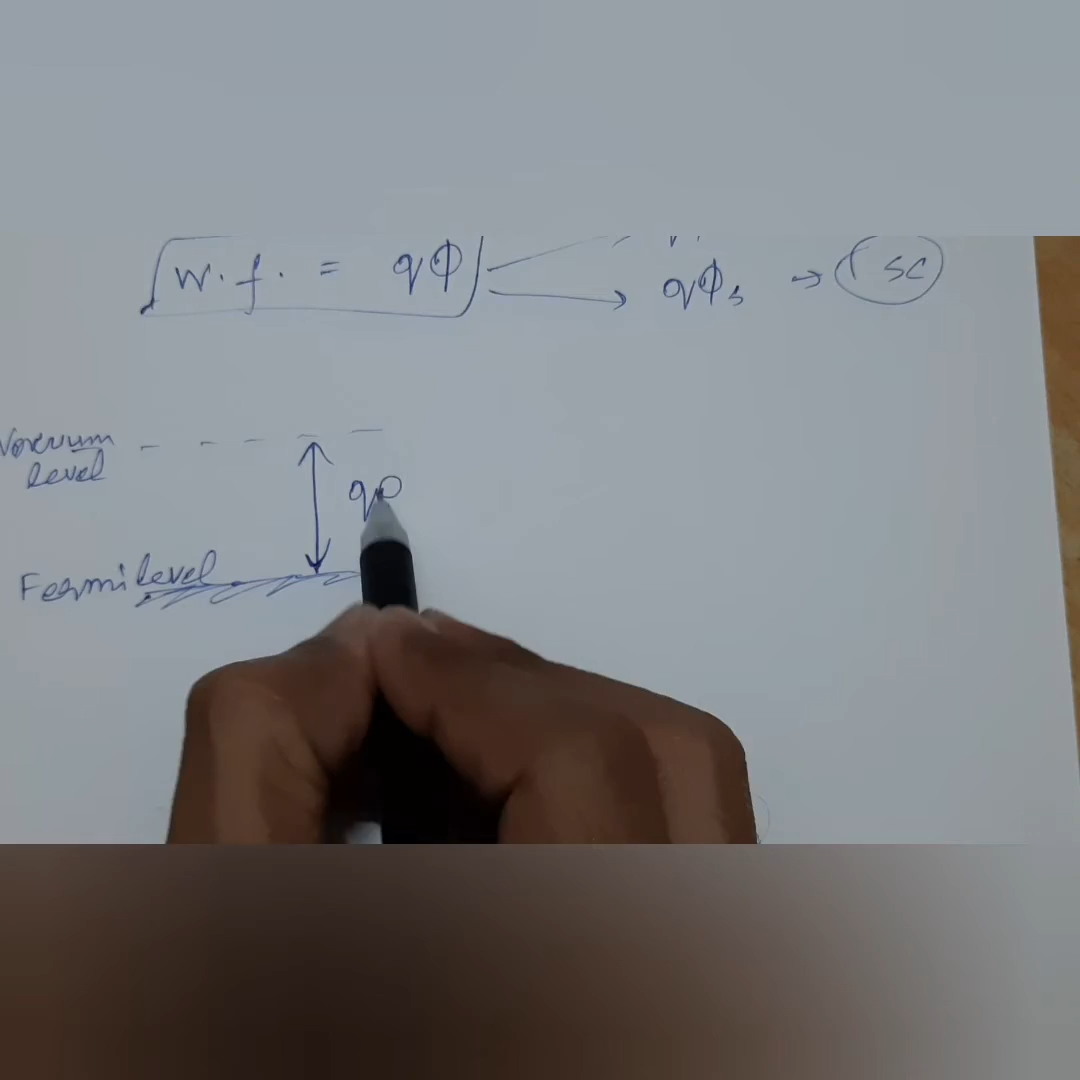 W.f. = qΦ
qΦs → SC
Vacuum
level
qΦ
Fermi level